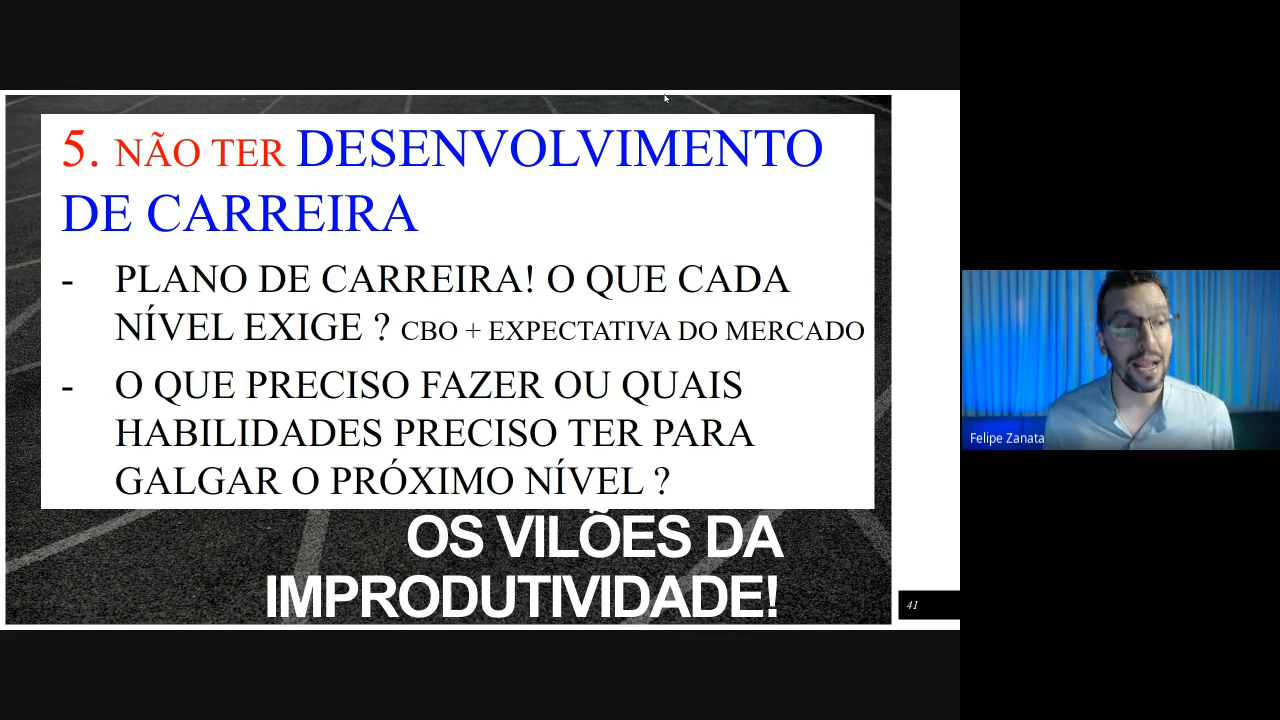 5. NÃO TER DESENVOLVIMENTO
DE CARREIRA
- PLANO DE CARREIRA! O QUE CADA
NÍVEL EXIGE ? CBO + EXPECTATIVA DO MERCADO
- O QUE PRECISO FAZER OU QUAIS
HABILIDADES PRECISO TER PARA
GALGAR O PRÓXIMO NÍVEL ?
OS VILÕES DA
IMPRODUTIVIDADE!
41
Felipe Zanata